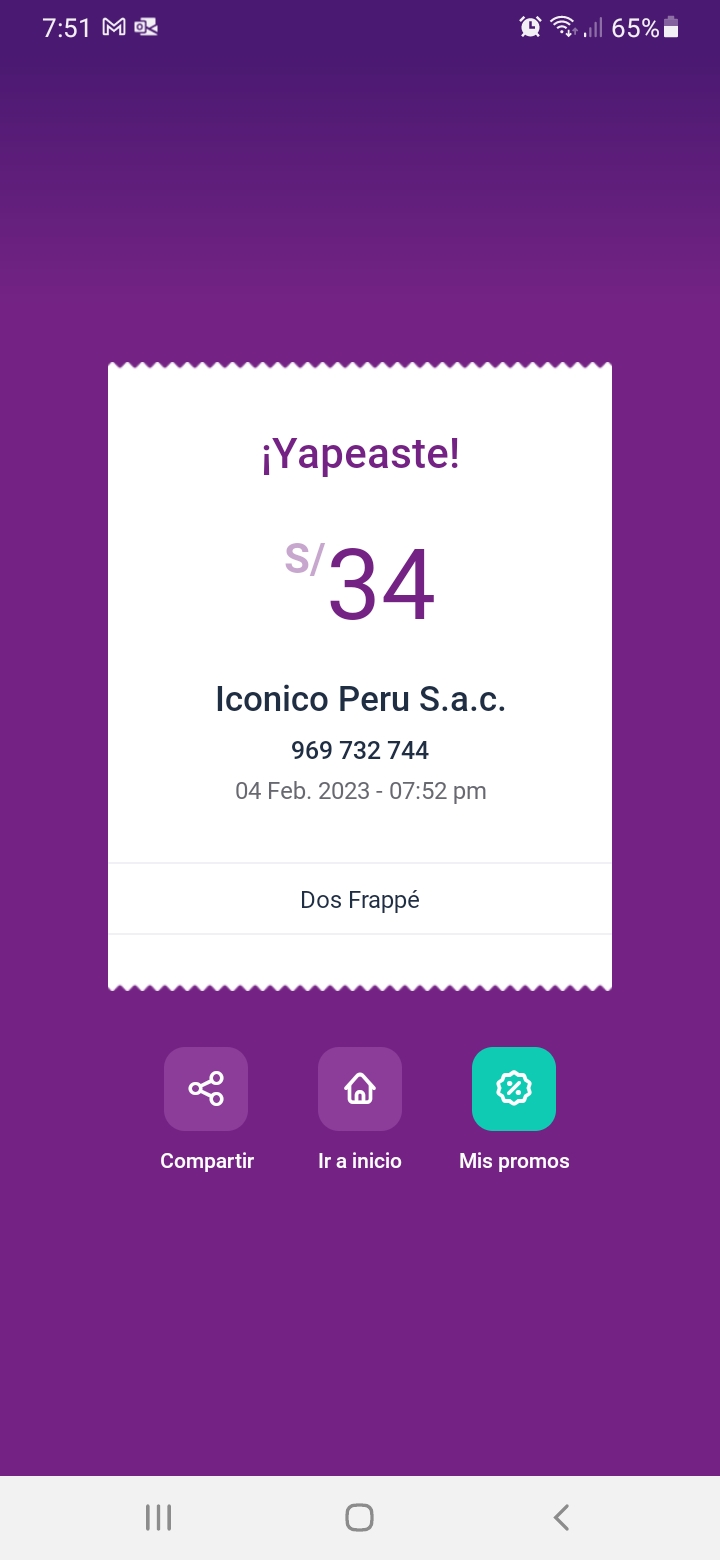 7:51 65%
¡Yapeaste!
S/34
Iconico Peru S.a.c.
969 732 744
04 Feb. 2023 - 07:52 pm
Dos Frappé
Compartir Ir a inicio Mis promos